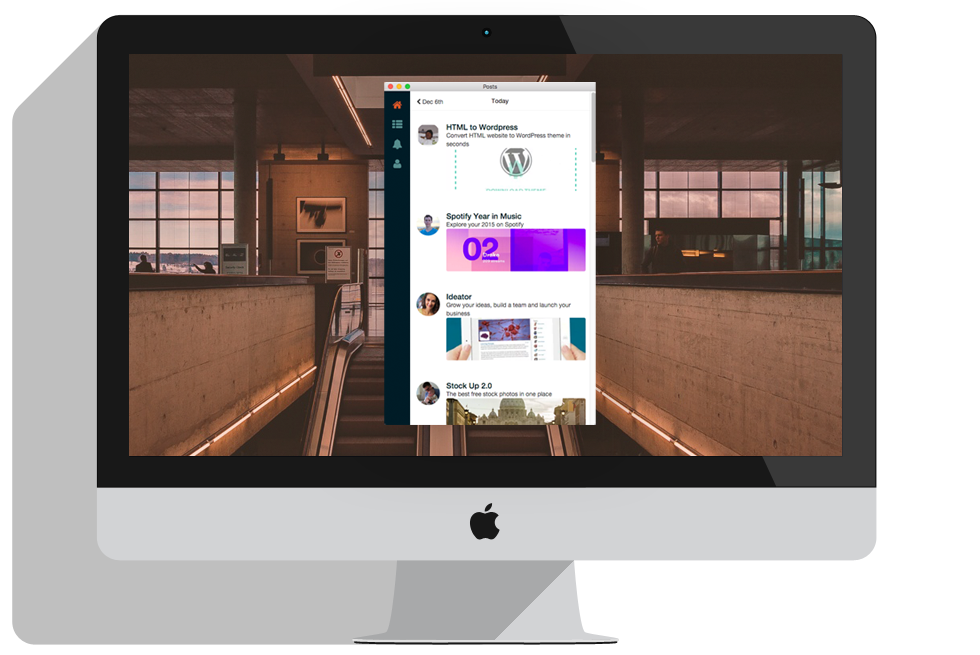 Posts
Dec 6th
Today
HTML to Wordpress
Convert HTML website to WordPress theme in
seconds
Spotify Year in Music
Explore your 2015 on Spotify
02
Drake
Ideator
Grow your ideas, build a team and launch your
business
Stock Up 2.0
The best free stock photos in one place